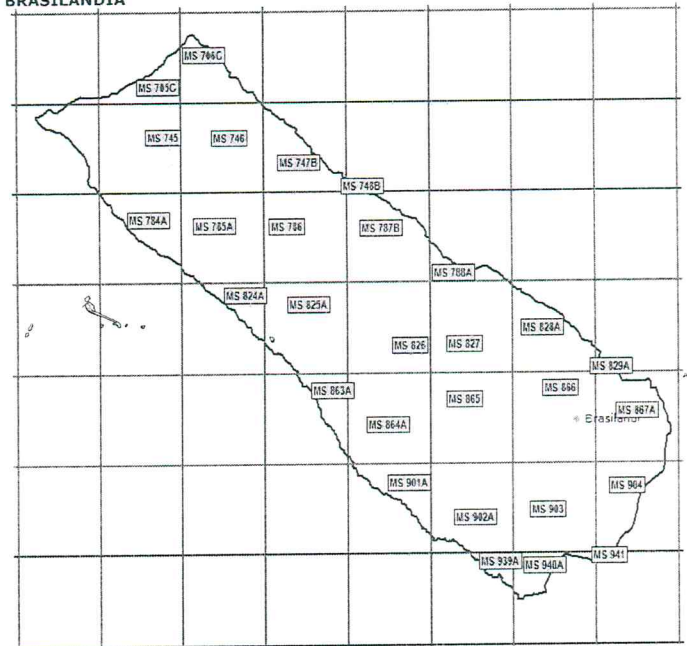 BRASILANDIA
MS 706C
MS 705C
MS 745
MS 746
MS 747B
MS 748B
MS 784A
MS 785A
MS 786
MS 787B
MS 788A
MS 824A
MS 825A
MS 828A
MS 826
MS 827
MS 829A
MS 863A
MS 865
MS 866
MS 867A
MS 864A
Brasilandi
MS 901A
MS 904
MS 902A
MS 903
MS 939A
MS 940A
MS 941